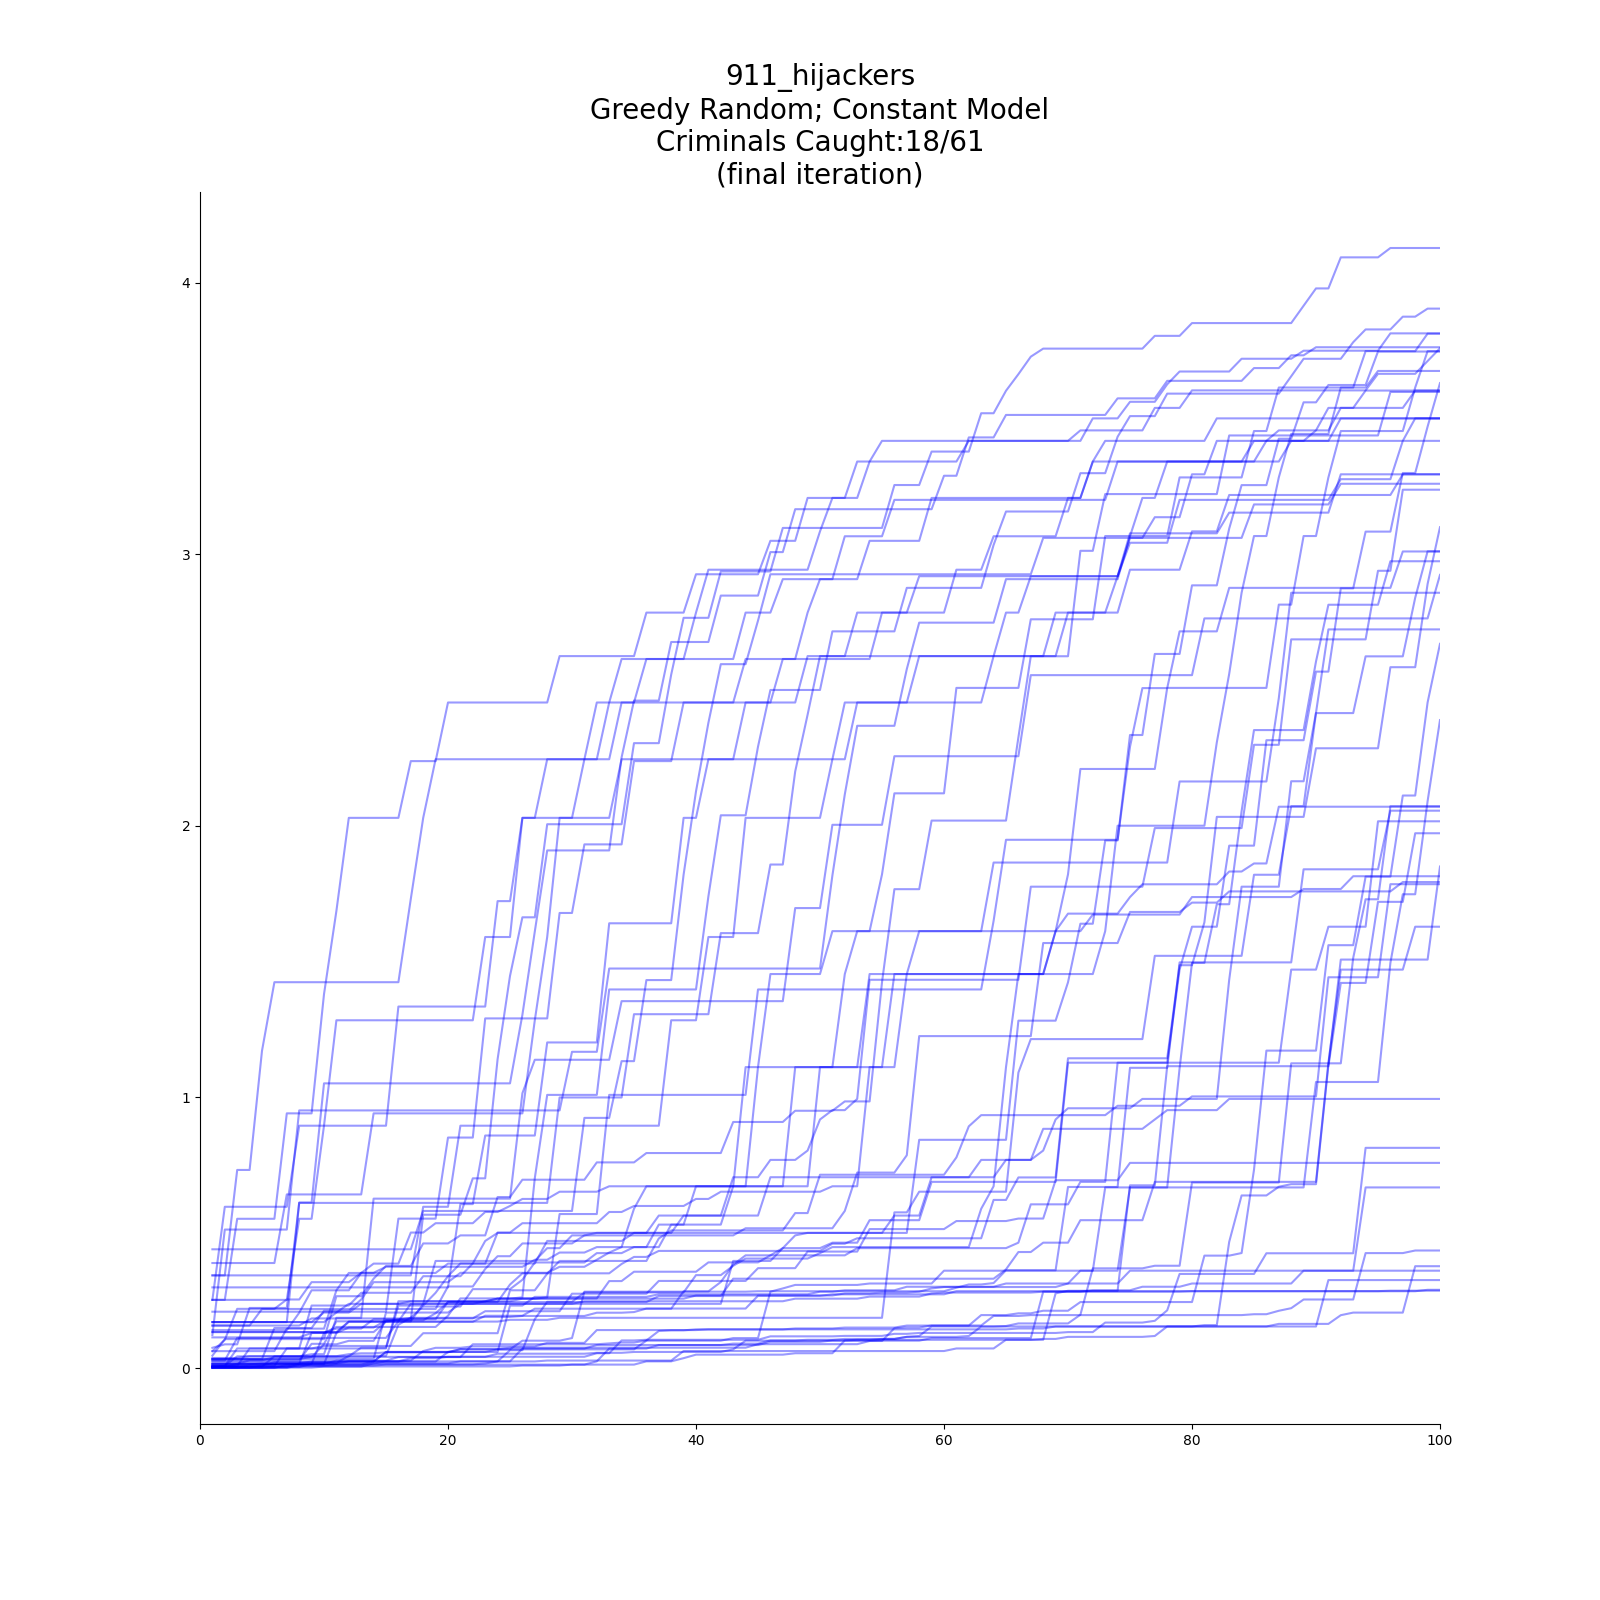 911_hijackers
Greedy Random; Constant Model
Criminals Caught:18/61
(final iteration)
4
3
2
1
0
0 20 40 60 80 100